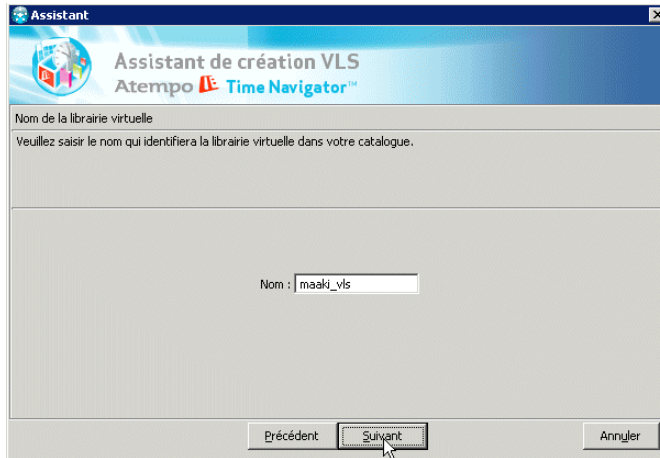 Assistant
Assistant de création VLS
Atempo Time Navigator™
Nom de la librairie virtuelle
Veuillez saisir le nom qui identifiera la librairie virtuelle dans votre catalogue.
Nom : maaki_vls
Précédent Suivant Annuler